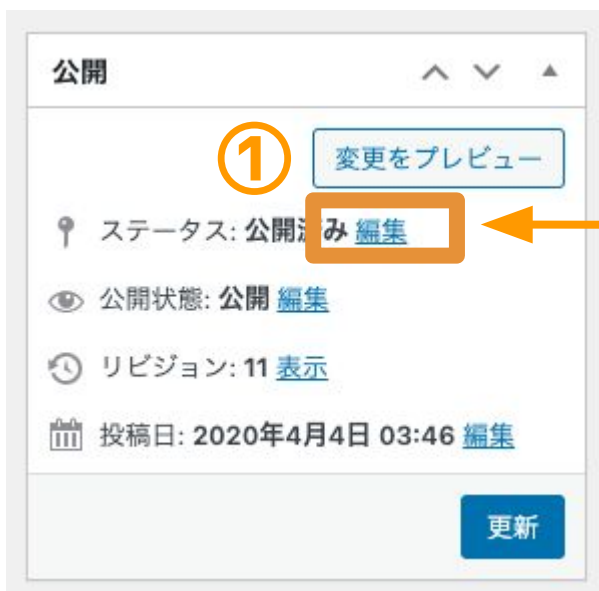 公開
①
変更をプレビュー
ステータス: 公開済み 編集
公開状態: 公開 編集
リビジョン: 11 表示
投稿日: 2020年4月4日 03:46 編集
更新